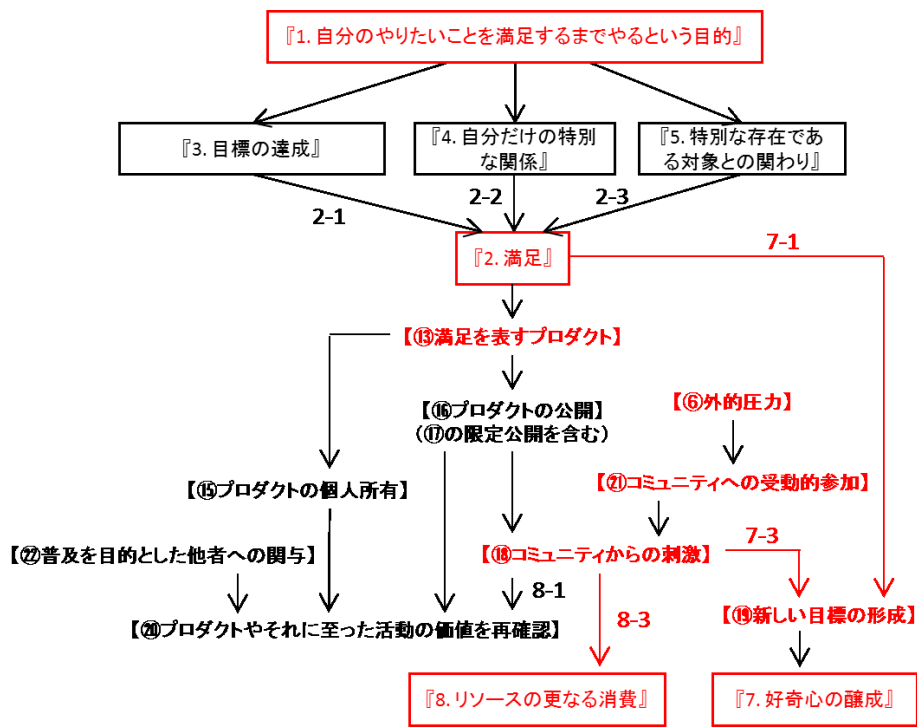 『1. 自分のやりたいことを満足するまでやるという目的』
『3. 目標の達成』
『4. 自分だけの特別
な関係』
『5. 特別な存在であ
る対象との関わり』
2-1
2-2
2-3
『2. 満足』
7-1
【⑬満足を表すプロダクト】
【⑯プロダクトの公開】
(⑰の限定公開を含む)
【⑥外的圧力】
【⑮プロダクトの個人所有】
【㉑コミュニティへの受動的参加】
【㉒普及を目的とした他者への関与】
【⑱コミュニティからの刺激】
7-3
8-1
【⑲新しい目標の形成】
【⑳プロダクトやそれに至った活動の価値を再確認】
8-3
『8. リソースの更なる消費』
『7. 好奇心の醸成』